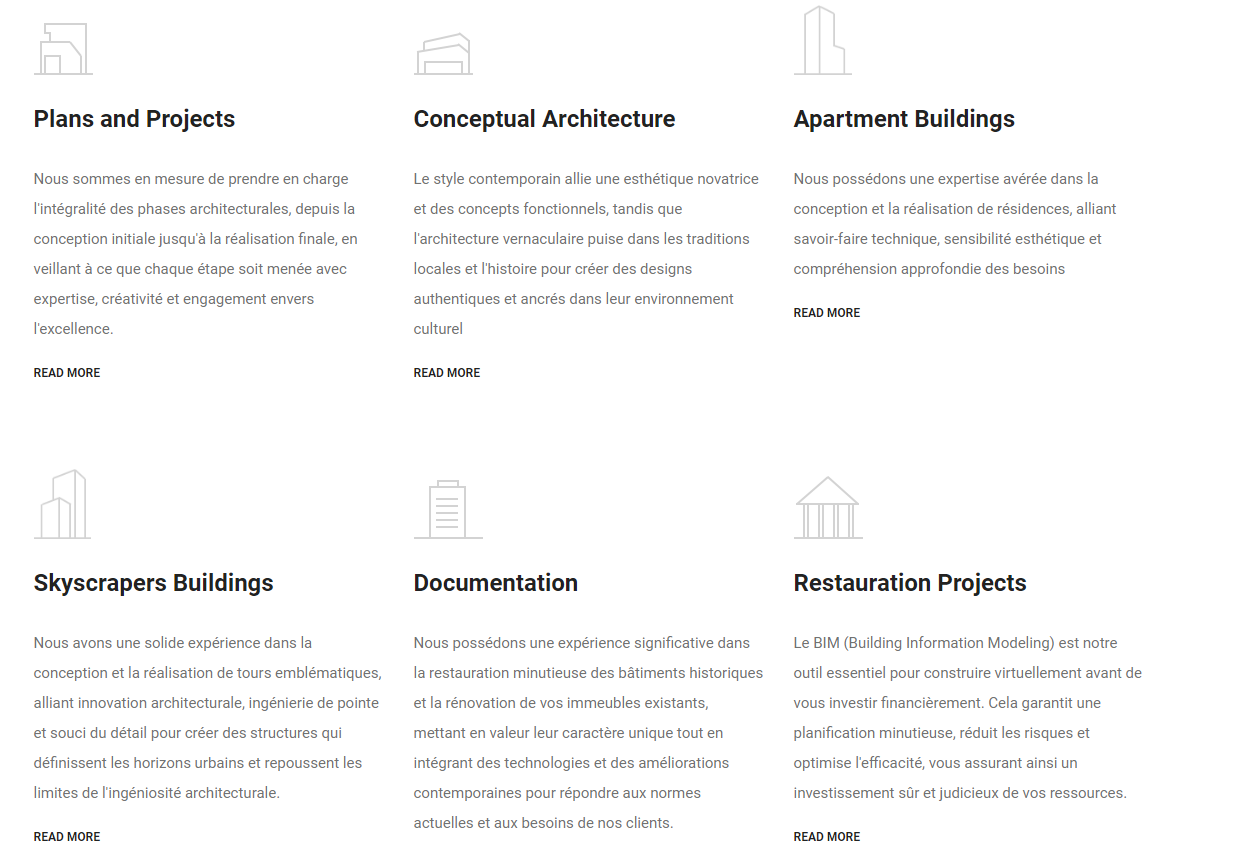 Plans and Projects
Nous sommes en mesure de prendre en charge
l'intégralité des phases architecturales, depuis la
conception initiale jusqu'à la réalisation finale, en
veillant à ce que chaque étape soit menée avec
expertise, créativité et engagement envers
l'excellence.
READ MORE
Conceptual Architecture
Le style contemporain allie une esthétique novatrice
et des concepts fonctionnels, tandis que
l'architecture vernaculaire puise dans les traditions
locales et l'histoire pour créer des designs
authentiques et ancrés dans leur environnement
culturel
READ MORE
Apartment Buildings
Nous possédons une expertise avérée dans la
conception et la réalisation de résidences, alliant
savoir-faire technique, sensibilité esthétique et
compréhension approfondie des besoins
READ MORE
Skyscrapers Buildings
Nous avons une solide expérience dans la
conception et la réalisation de tours emblématiques,
alliant innovation architecturale, ingénierie de pointe
et souci du détail pour créer des structures qui
définissent les horizons urbains et repoussent les
limites de l'ingéniosité architecturale.
READ MORE
Documentation
Nous possédons une expérience significative dans
la restauration minutieuse des bâtiments historiques
et la rénovation de vos immeubles existants,
mettant en valeur leur caractère unique tout en
intégrant des technologies et des améliorations
contemporaines pour répondre aux normes
actuelles et aux besoins de nos clients.
Restauration Projects
Le BIM (Building Information Modeling) est notre
outil essentiel pour construire virtuellement avant de
vous investir financièrement. Cela garantit une
planification minutieuse, réduit les risques et
optimise l'efficacité, vous assurant ainsi un
investissement sûr et judicieux de vos ressources.
READ MORE